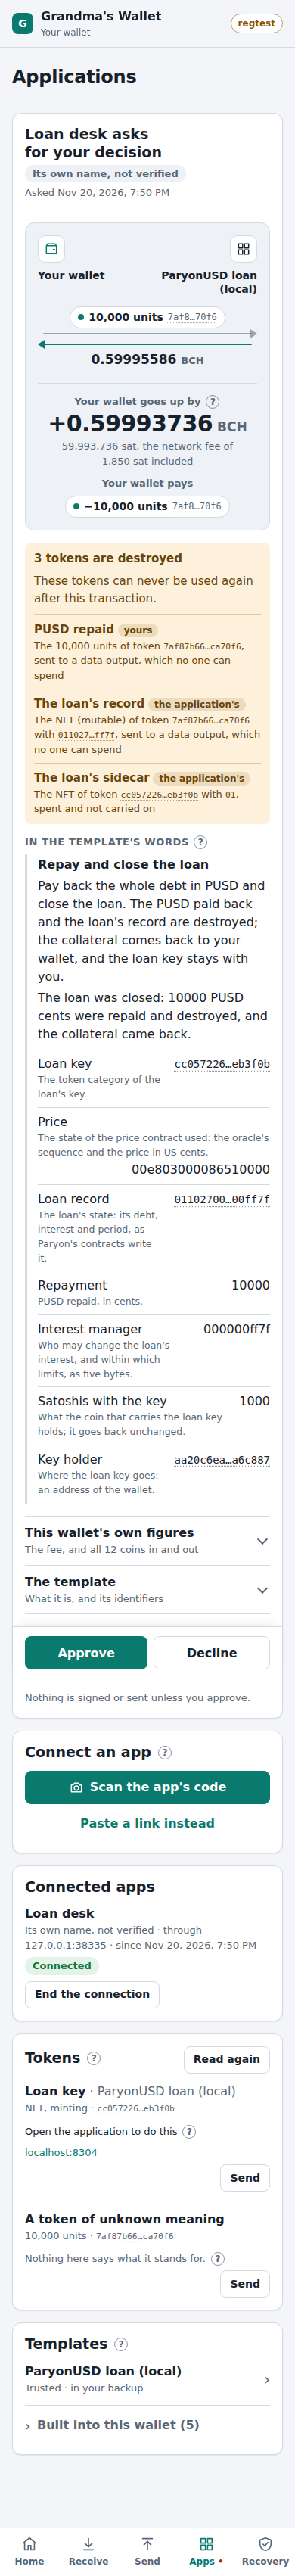 G
Grandma's Wallet
Your wallet
regtest
Applications
Loan desk asks
for your decision
Its own name, not verified
Asked Nov 20, 2026, 7:50 PM
Your wallet
ParyonUSD loan
(local)
10,000 units 7af8…70f6
0.59995586 BCH
Your wallet goes up by ?
+0.59993736 BCH
59,993,736 sat, the network fee of
1,850 sat included
Your wallet pays
−10,000 units 7af8…70f6
3 tokens are destroyed
These tokens can never be used again
after this transaction.
PUSD repaid yours
The 10,000 units of token 7af87b66…ca70f6,
sent to a data output, which no one can
spend
The loan's record the application's
The NFT (mutable) of token 7af87b66…ca70f6
with 011027…ff7f, sent to a data output, which
no one can spend
The loan's sidecar the application's
The NFT of token cc057226…eb3f0b with 01,
spent and not carried on
IN THE TEMPLATE'S WORDS ?
Repay and close the loan
Pay back the whole debt in PUSD and
close the loan. The PUSD paid back
and the loan's record are destroyed;
the collateral comes back to your
wallet, and the loan key stays with
you.
The loan was closed: 10000 PUSD
cents were repaid and destroyed, and
the collateral came back.
Loan key cc057226…eb3f0b
The token category of the
loan's key.
Price
The state of the price contract used: the oracle's
sequence and the price in US cents.
00e803000086510000
Loan record 01102700…00ff7f
The loan's state: its debt,
interest and period, as
Paryon's contracts write
it.
Repayment 10000
PUSD repaid, in cents.
Interest manager 000000ff7f
Who may change the loan's
interest, and within which
limits, as five bytes.
Satoshis with the key 1000
What the coin that carries the loan key
holds; it goes back unchanged.
Key holder aa20c6ea…a6c887
Where the loan key goes:
an address of the wallet.
This wallet's own figures
The fee, and all 12 coins in and out
The template
What it is, and its identifiers
Approve
Decline
Nothing is signed or sent unless you approve.
Connect an app ?
Scan the app's code
Paste a link instead
Connected apps
Loan desk
Its own name, not verified · through
127.0.0.1:38335 · since Nov 20, 2026, 7:50 PM
Connected
End the connection
Tokens ?
Read again
Loan key · ParyonUSD loan (local)
NFT, minting · cc057226…eb3f0b
Open the application to do this ?
localhost:8304
Send
A token of unknown meaning
10,000 units · 7af87b66…ca70f6
Nothing here says what it stands for. ?
Send
Templates ?
ParyonUSD loan (local)
Trusted · in your backup
Built into this wallet (5)
Home
Receive
Send
Apps
Recovery